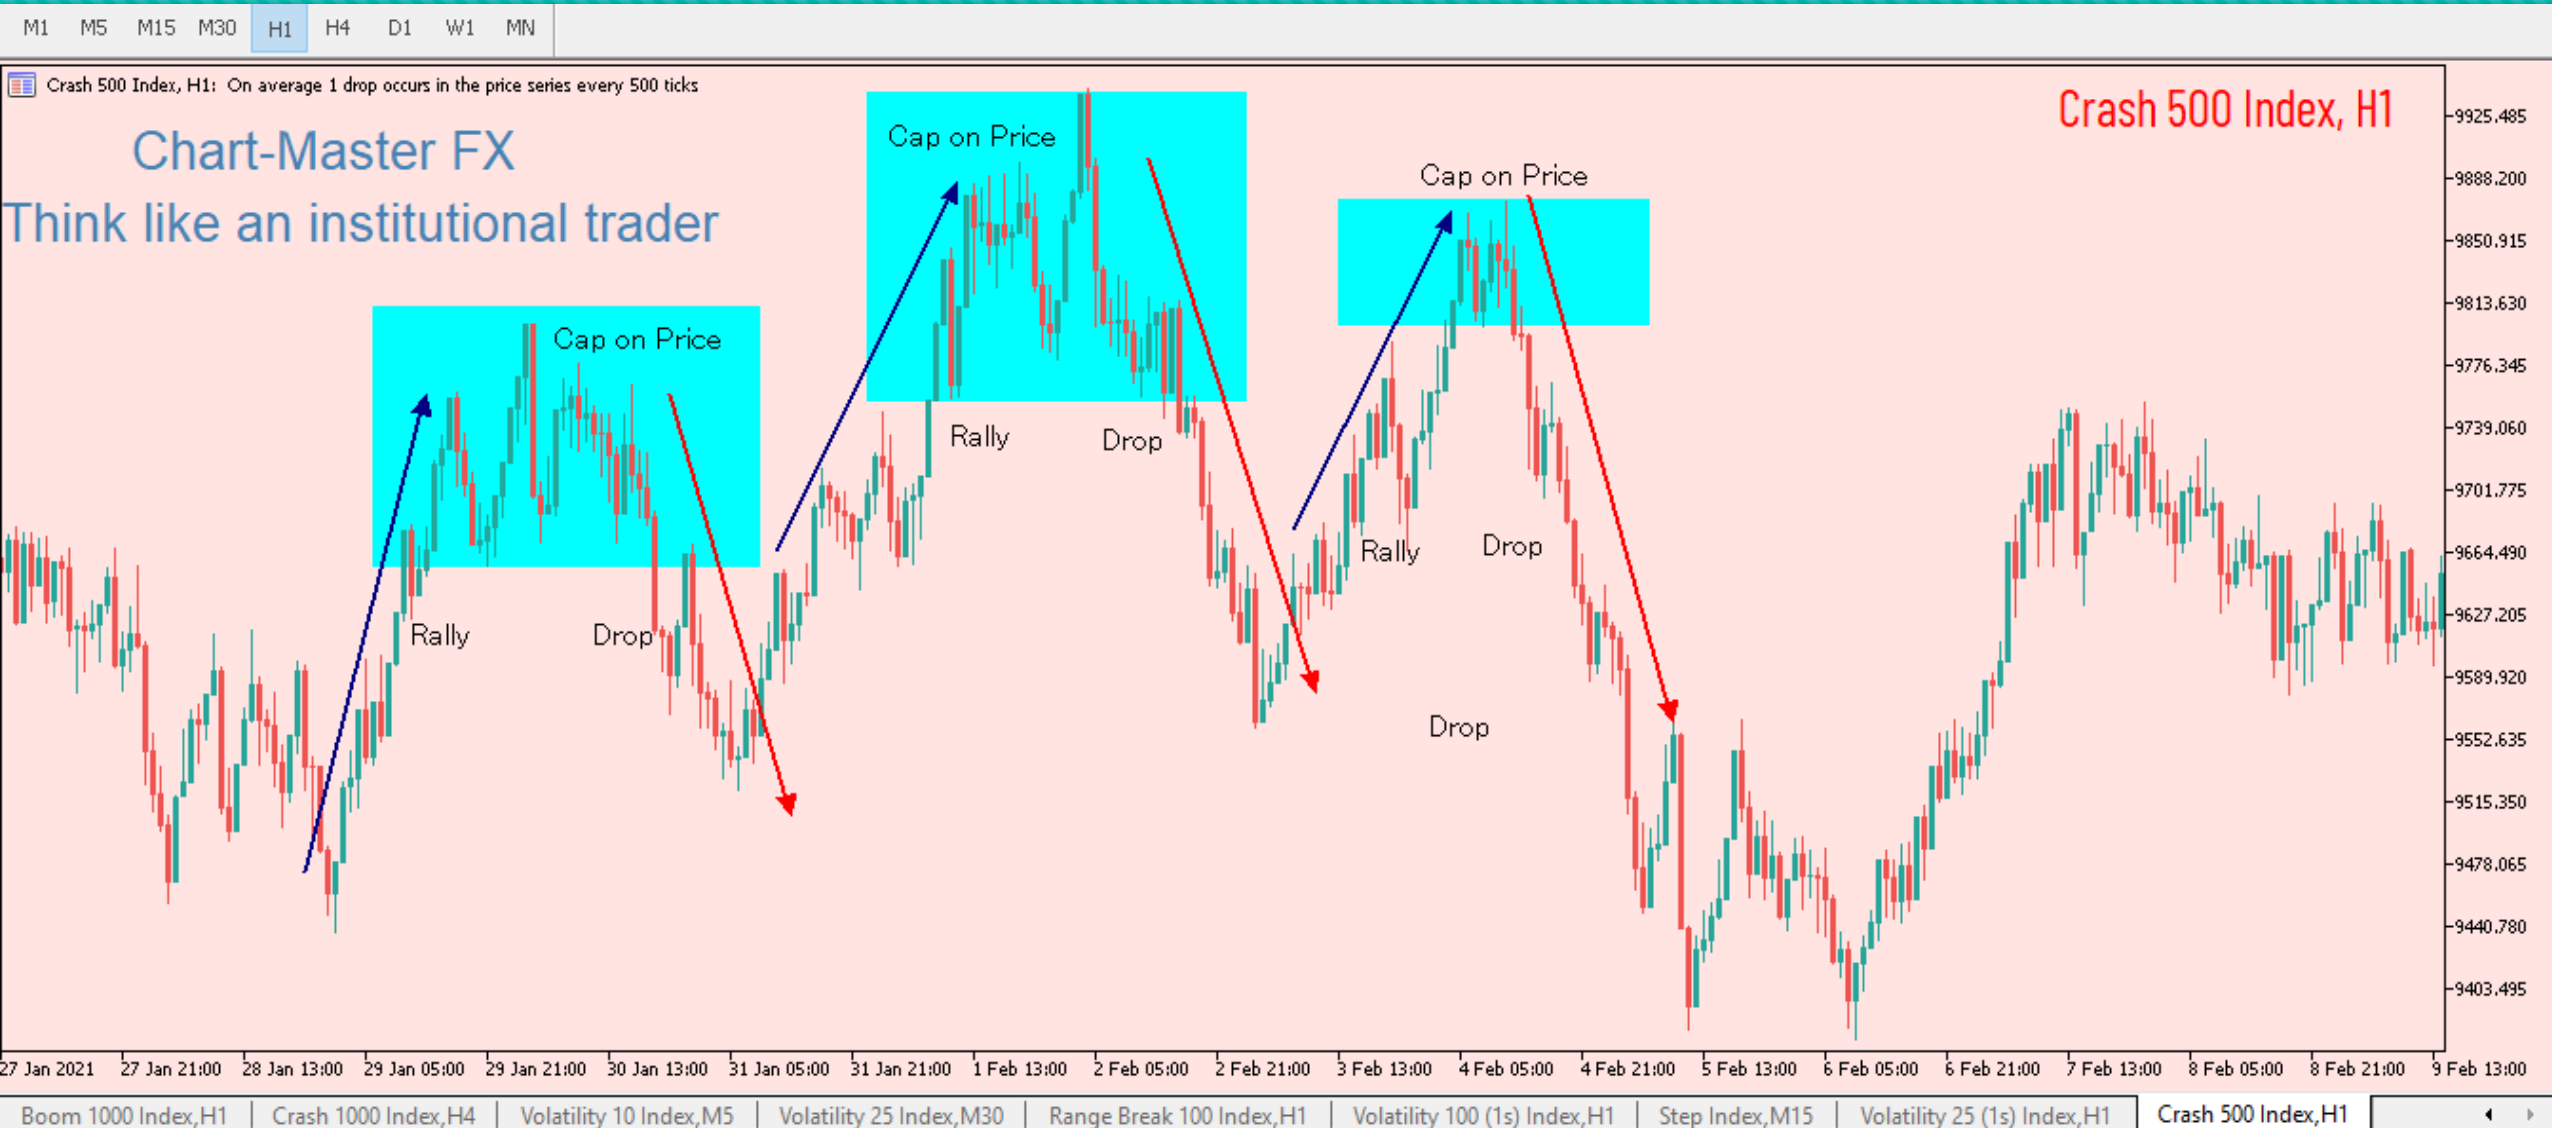 M1 M5 M15 M30 H1 H4 D1 W1 MN
Crash 500 Index, H1: On average 1 drop occurs in the price series every 500 ticks
Crash 500 Index, H1
Chart-Master FX
Think like an institutional trader
Cap on Price
Cap on Price
Cap on Price
Rally
Drop
Rally
Drop
Rally
Drop
Drop
9925.485
9888.200
9850.915
9813.630
9776.345
9739.060
9701.775
9664.490
9627.205
9589.920
9552.635
9515.350
9478.065
9440.780
9403.495
27 Jan 2021 27 Jan 21:00 28 Jan 13:00 29 Jan 05:00 29 Jan 21:00 30 Jan 13:00 31 Jan 05:00 31 Jan 21:00 1 Feb 13:00 2 Feb 05:00 2 Feb 21:00 3 Feb 13:00 4 Feb 05:00 4 Feb 21:00 5 Feb 13:00 6 Feb 05:00 6 Feb 21:00 7 Feb 13:00 8 Feb 05:00 8 Feb 21:00 9 Feb 13:00
Boom 1000 Index,H1 Crash 1000 Index,H4 Volatility 10 Index,M5 Volatility 25 Index,M30 Range Break 100 Index,H1 Volatility 100 (1s) Index,H1 Step Index,M15 Volatility 25 (1s) Index,H1 Crash 500 Index,H1